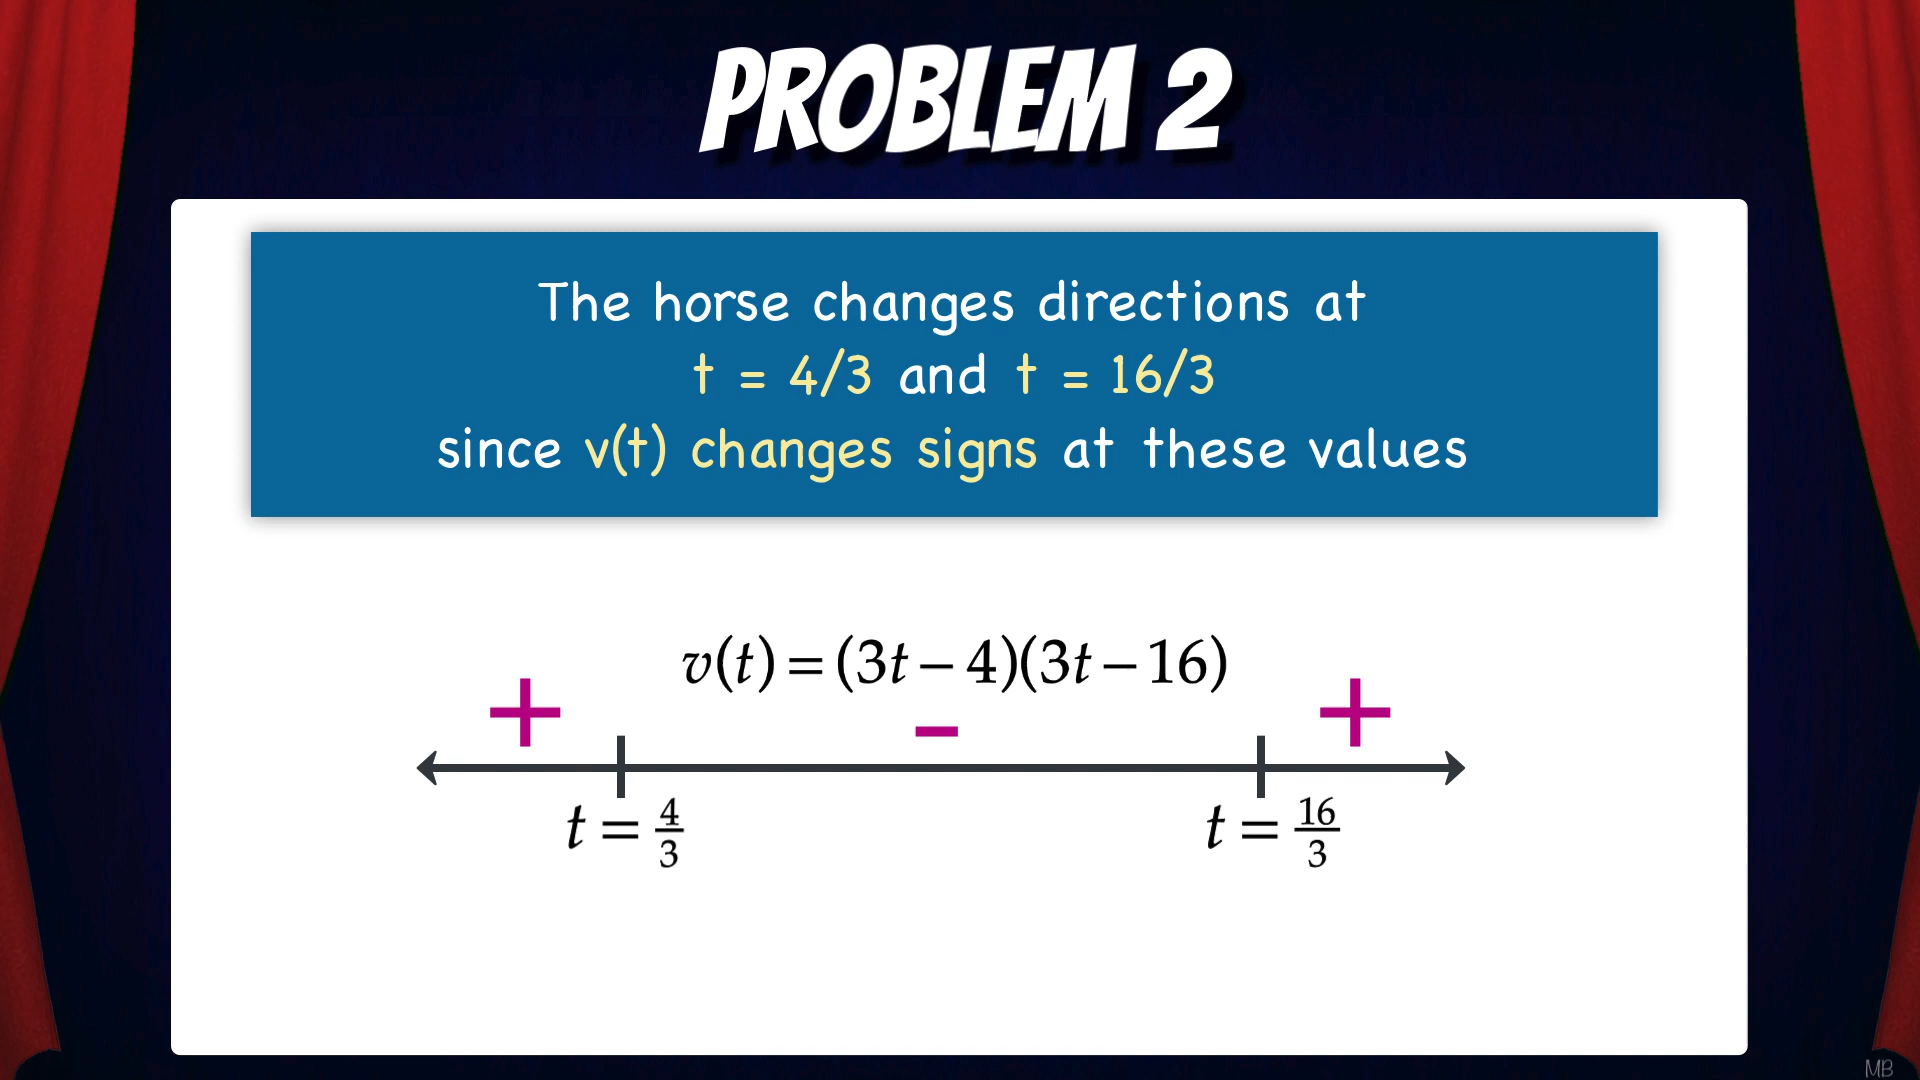 PROBLEM 2
The horse changes directions at
t = 4/3 and t = 16/3
since v(t) changes signs at these values
v(t) = (3t − 4)(3t − 16)
+ - +
t = 4/3 t = 16/3
MB